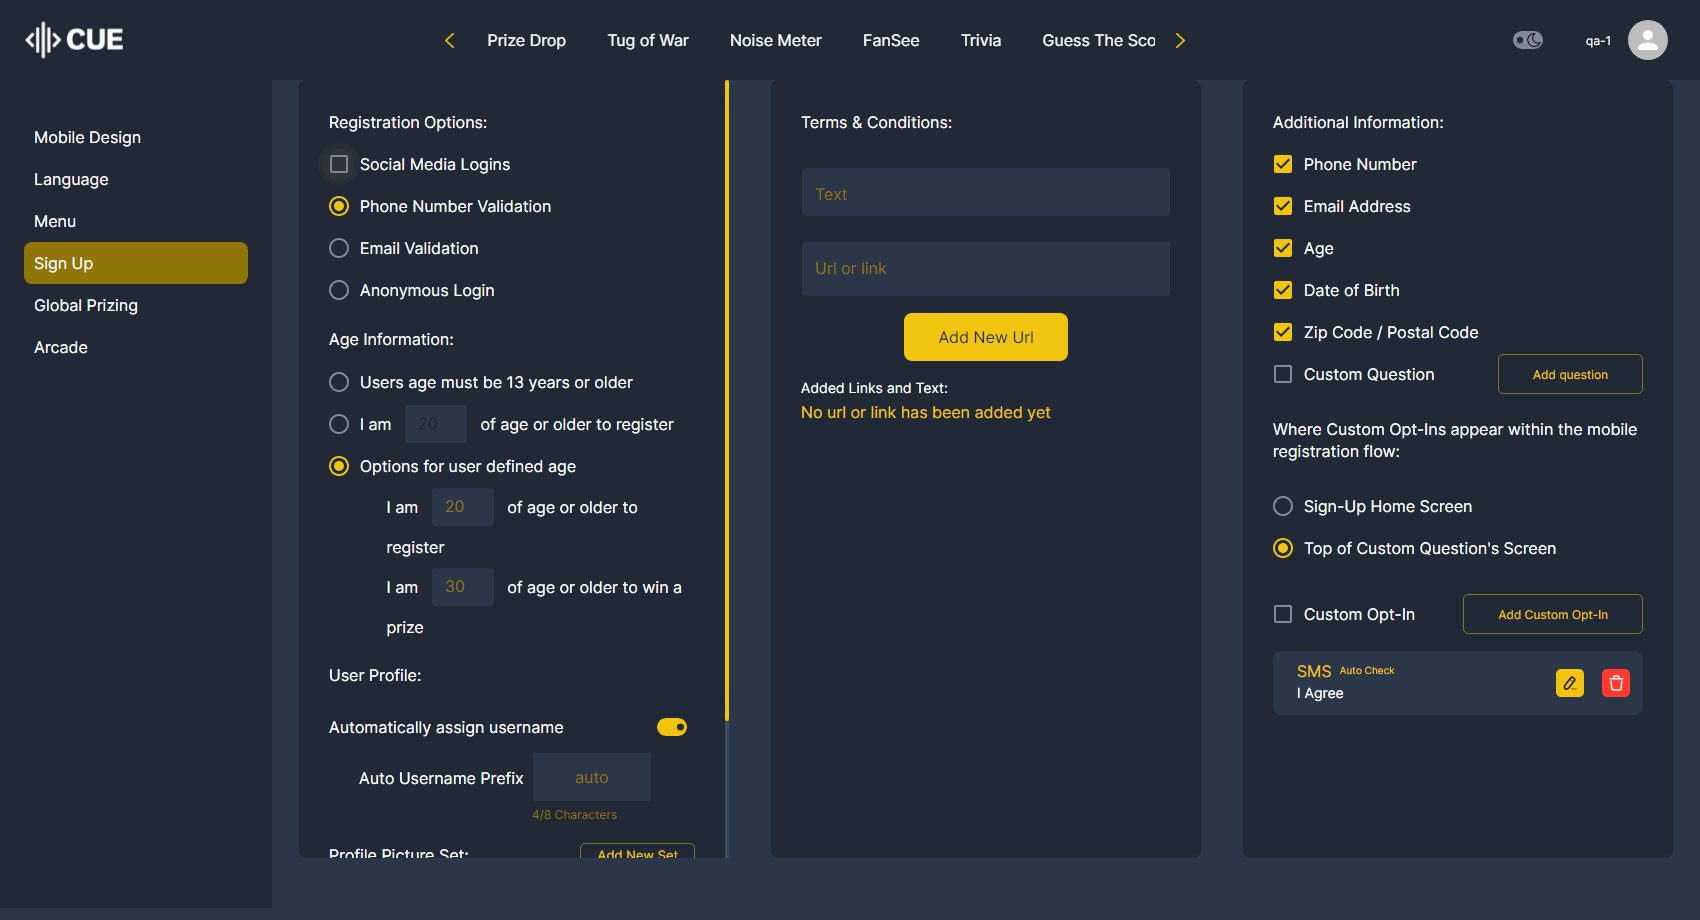 CUE
Prize Drop
Tug of War
Noise Meter
FanSee
Trivia
Guess The Sco
qa-1
Mobile Design
Language
Menu
Sign Up
Global Prizing
Arcade
Registration Options:
Social Media Logins
Phone Number Validation
Email Validation
Anonymous Login
Age Information:
Users age must be 13 years or older
I am 20 of age or older to register
Options for user defined age
I am 20 of age or older to
register
I am 30 of age or older to win a
prize
User Profile:
Automatically assign username
Auto Username Prefix auto
4/8 Characters
Profile Picture Set:
Add New Set
Terms & Conditions:
Text
Url or link
Add New Url
Added Links and Text:
No url or link has been added yet
Additional Information:
Phone Number
Email Address
Age
Date of Birth
Zip Code / Postal Code
Custom Question
Add question
Where Custom Opt-Ins appear within the mobile
registration flow:
Sign-Up Home Screen
Top of Custom Question's Screen
Custom Opt-In
Add Custom Opt-In
SMS Auto Check
I Agree